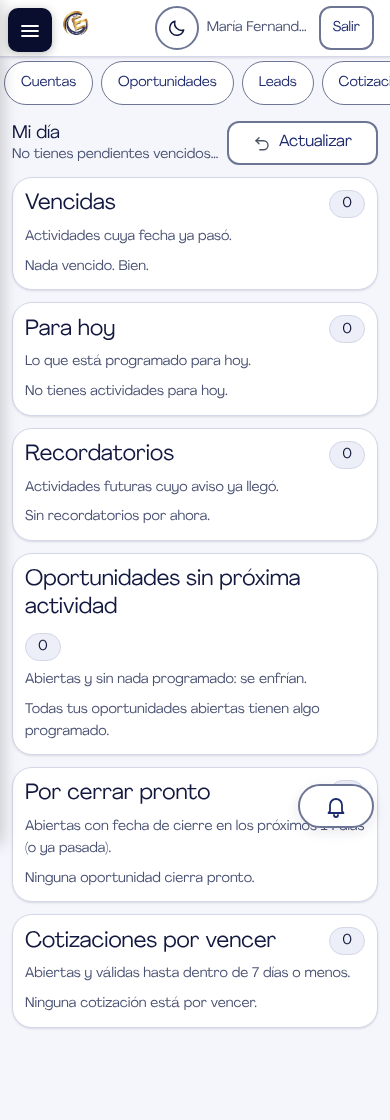 María Fernand...
Salir
Cuentas
Oportunidades
Leads
Mi día
No tienes pendientes vencidos...
Actualizar
Vencidas
0
Actividades cuya fecha ya pasó.
Nada vencido. Bien.
Para hoy
0
Lo que está programado para hoy.
No tienes actividades para hoy.
Recordatorios
0
Actividades futuras cuyo aviso ya llegó.
Sin recordatorios por ahora.
Oportunidades sin próxima
actividad
0
Abiertas y sin nada programado: se enfrían.
Todas tus oportunidades abiertas tienen algo
programado.
Por cerrar pronto
Abiertas con fecha de cierre en los próximos
(o ya pasada).
Ninguna oportunidad cierra pronto.
Cotizaciones por vencer
0
Abiertas y válidas hasta dentro de 7 días o menos.
Ninguna cotización está por vencer.